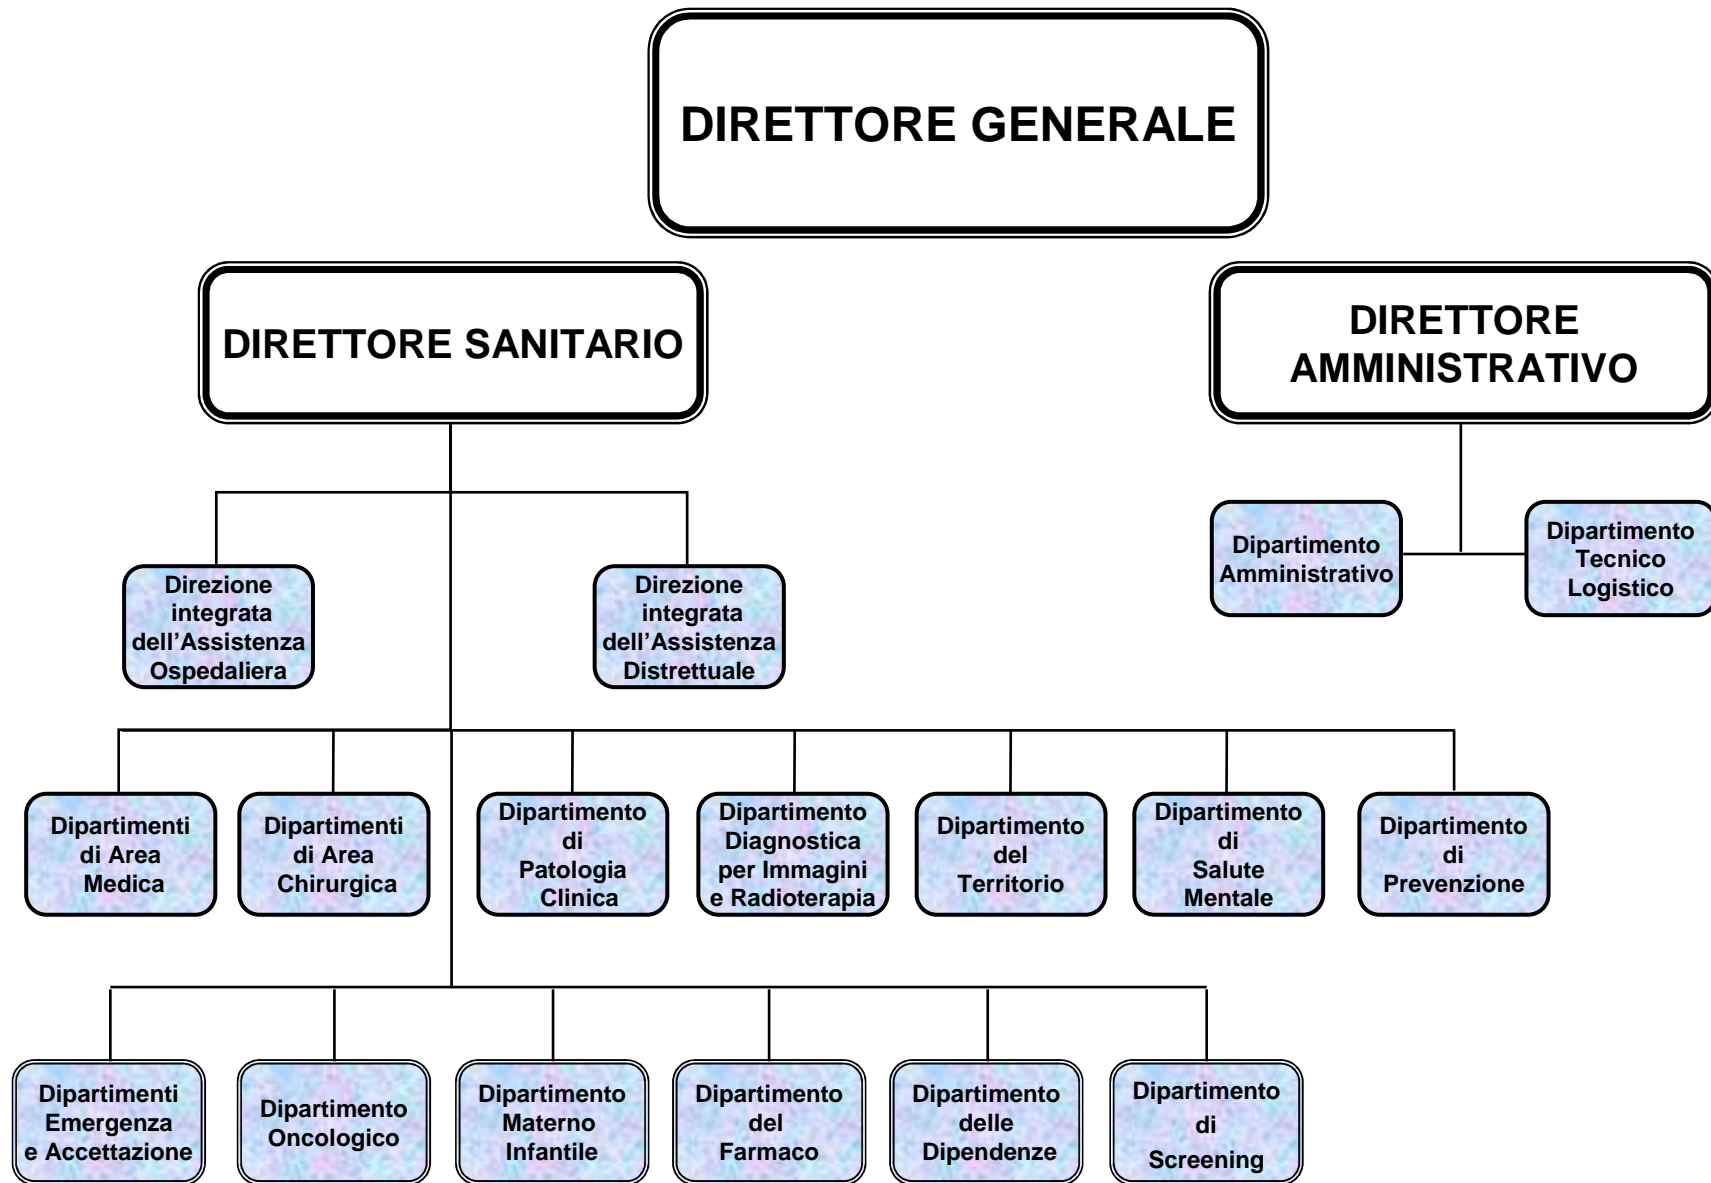 DIRETTORE GENERALE
DIRETTORE SANITARIO
DIRETTORE
AMMINISTRATIVO
Dipartimento
Amministrativo
Dipartimento
Tecnico
Logistico
Direzione
integrata
dell’Assistenza
Ospedaliera
Direzione
integrata
dell’Assistenza
Distrettuale
Dipartimenti
di Area
Medica
Dipartimenti
di Area
Chirurgica
Dipartimento
di
Patologia
Clinica
Dipartimento
Diagnostica
per Immagini
e Radioterapia
Dipartimento
del
Territorio
Dipartimento
di
Salute
Mentale
Dipartimento
di
Prevenzione
Dipartimenti
Emergenza
e Accettazione
Dipartimento
Oncologico
Dipartimento
Materno
Infantile
Dipartimento
del
Farmaco
Dipartimento
delle
Dipendenze
Dipartimento
di
Screening